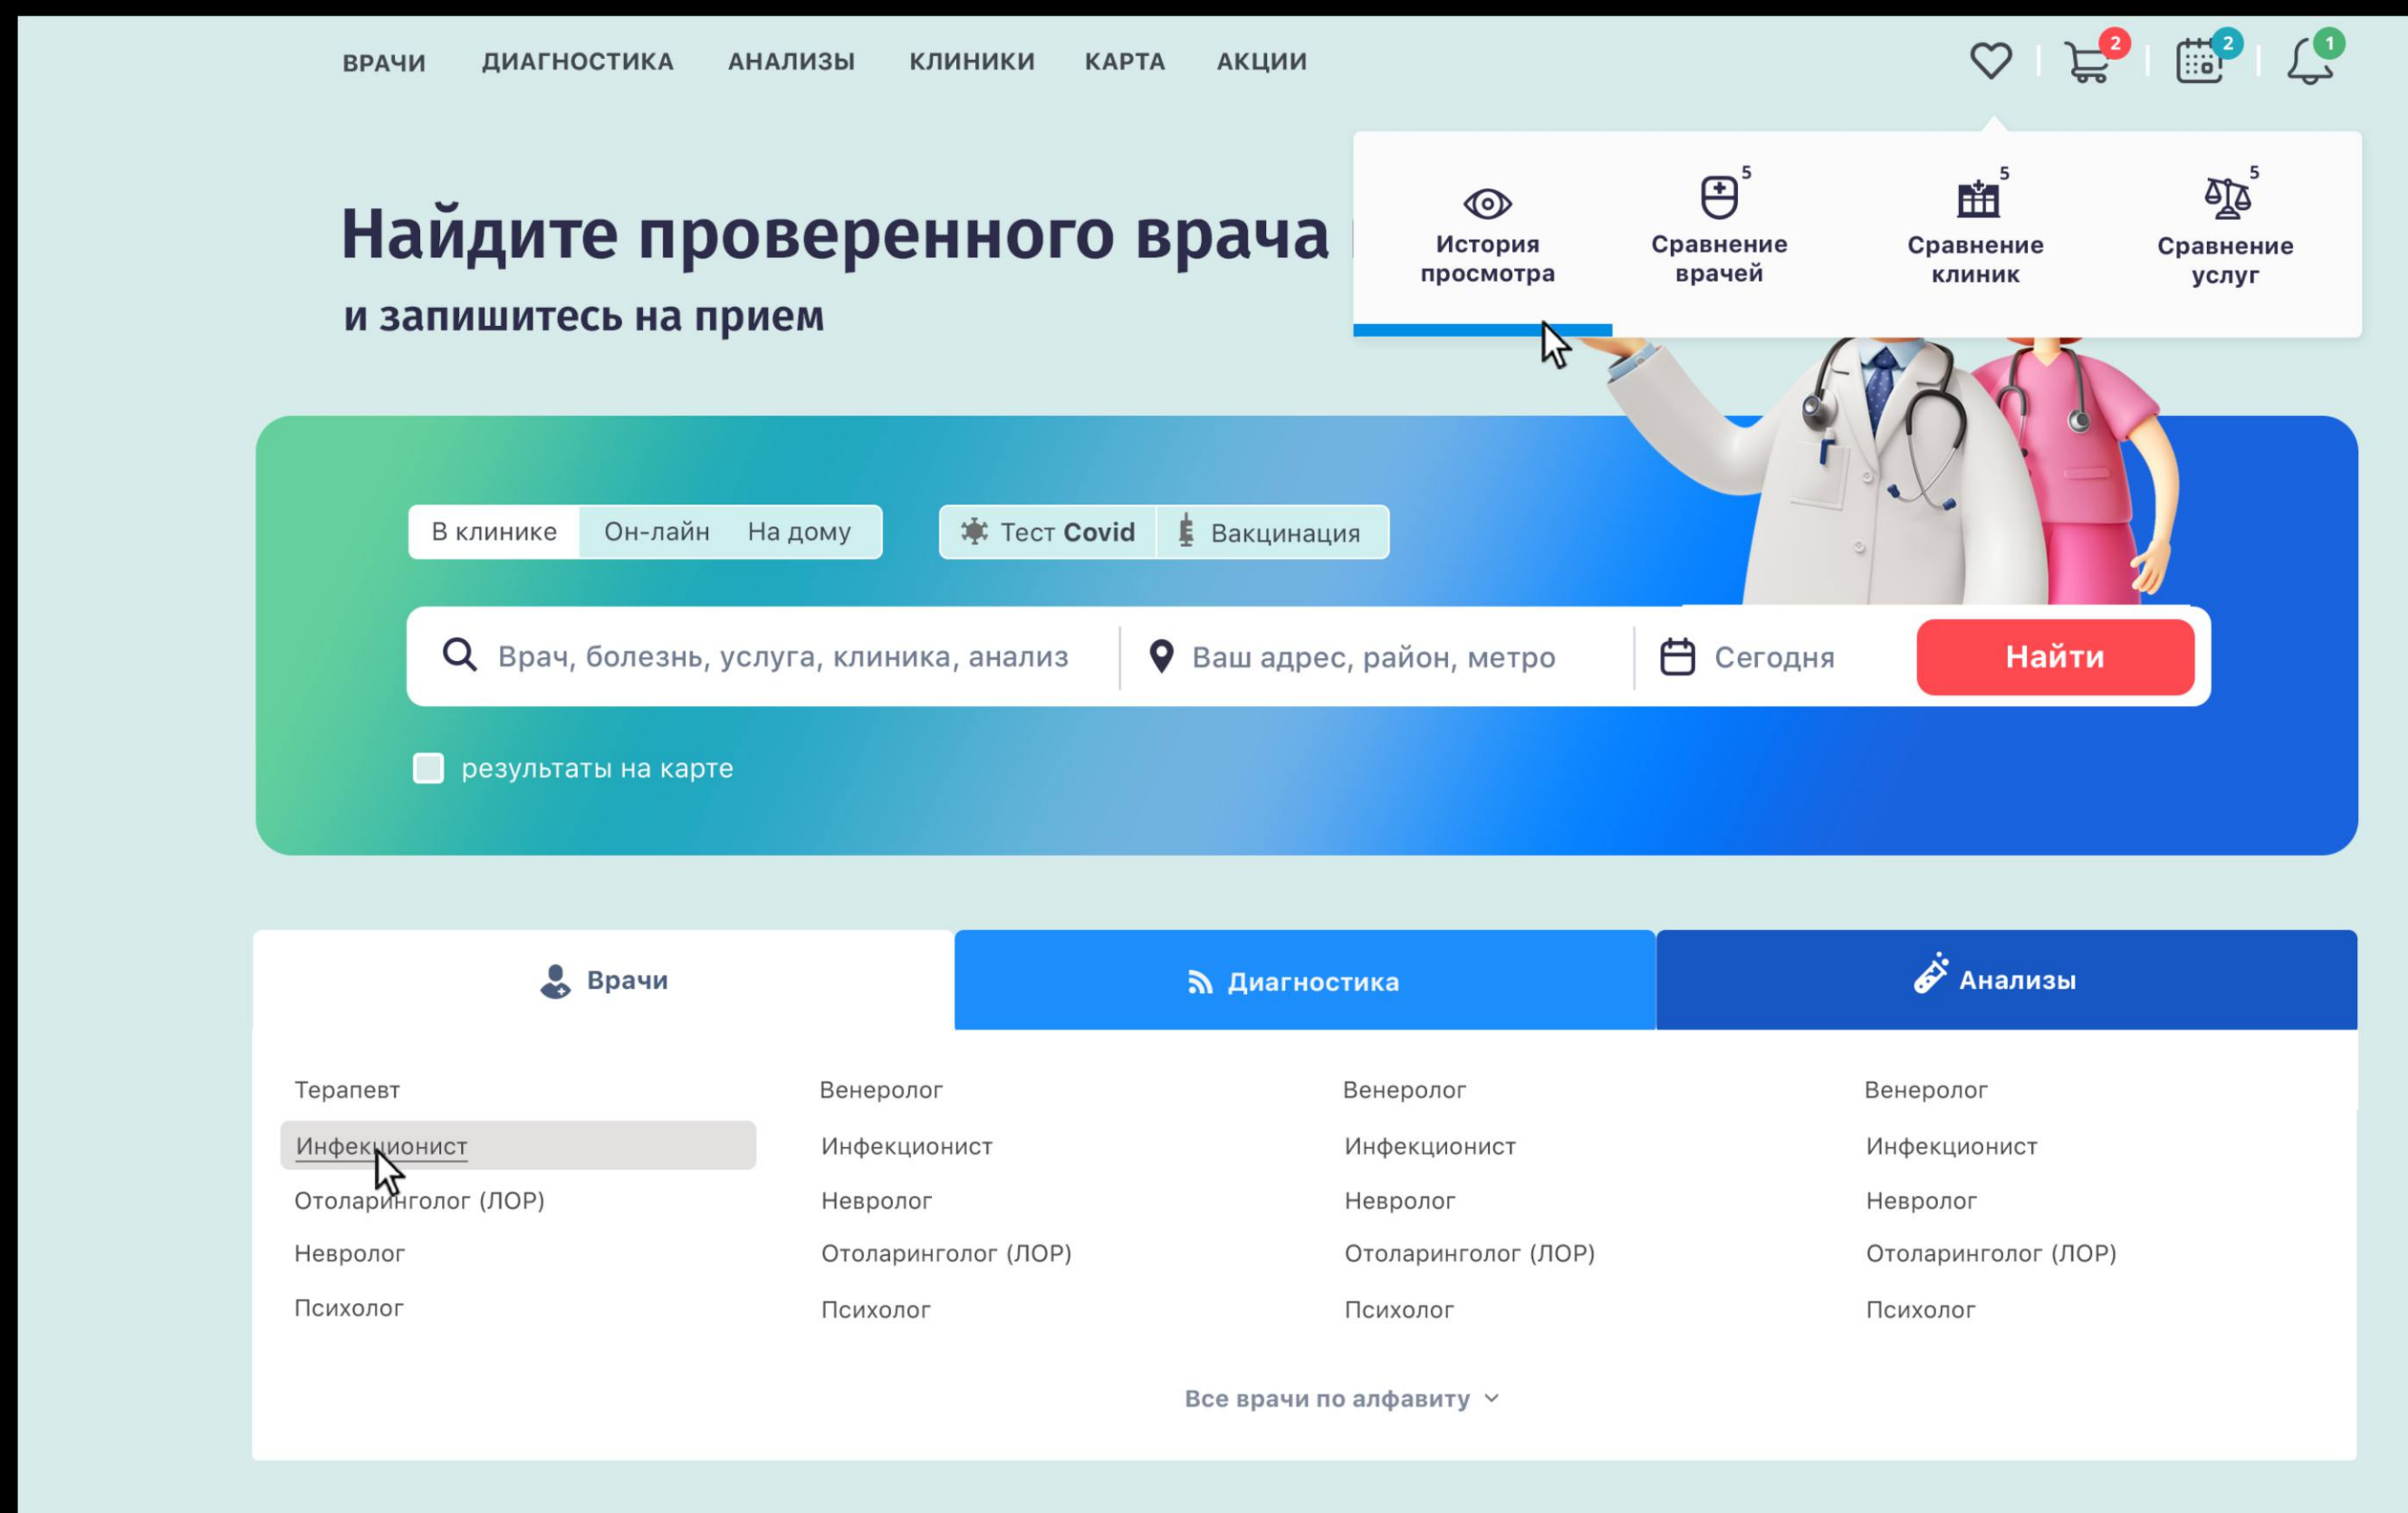 ВРАЧИ ДИАГНОСТИКА АНАЛИЗЫ КЛИНИКИ КАРТА АКЦИИ
2
2
1
Найдите проверенного врача
и запишитесь на прием
История
просмотра
5
Сравнение
врачей
5
Сравнение
клиник
5
Сравнение
услуг
В клинике Он-лайн На дому
Тест Covid Вакцинация
Врач, болезнь, услуга, клиника, анализ
Ваш адрес, район, метро
Сегодня
Найти
результаты на карте
Врачи
Диагностика
Анализы
Терапевт
Инфекционист
Отоларинголог (ЛОР)
Невролог
Психолог
Венеролог
Инфекционист
Невролог
Отоларинголог (ЛОР)
Психолог
Венеролог
Инфекционист
Невролог
Отоларинголог (ЛОР)
Психолог
Венеролог
Инфекционист
Невролог
Отоларинголог (ЛОР)
Психолог
Все врачи по алфавиту